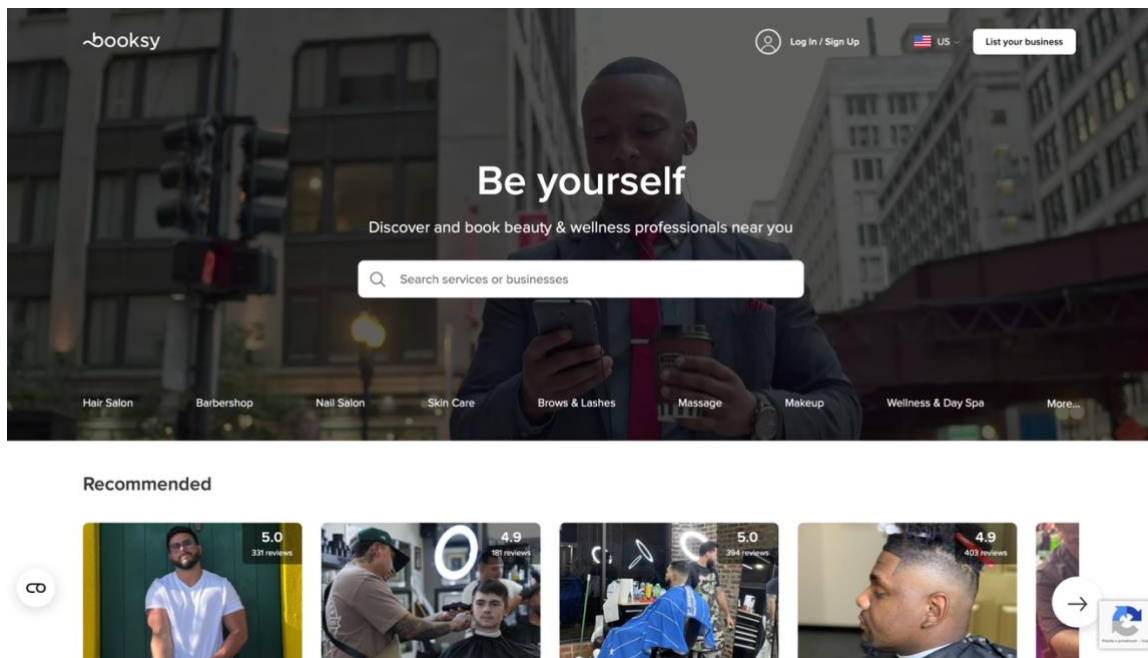 booksy
Log In / Sign Up
US
List your business
Be yourself
Discover and book beauty & wellness professionals near you
Search services or businesses
Hair Salon
Barbershop
Nail Salon
Skin Care
Brows & Lashes
Massage
Makeup
Wellness & Day Spa
More...
Recommended
5.0
331 reviews
4.9
181 reviews
5.0
394 reviews
4.9
403 reviews